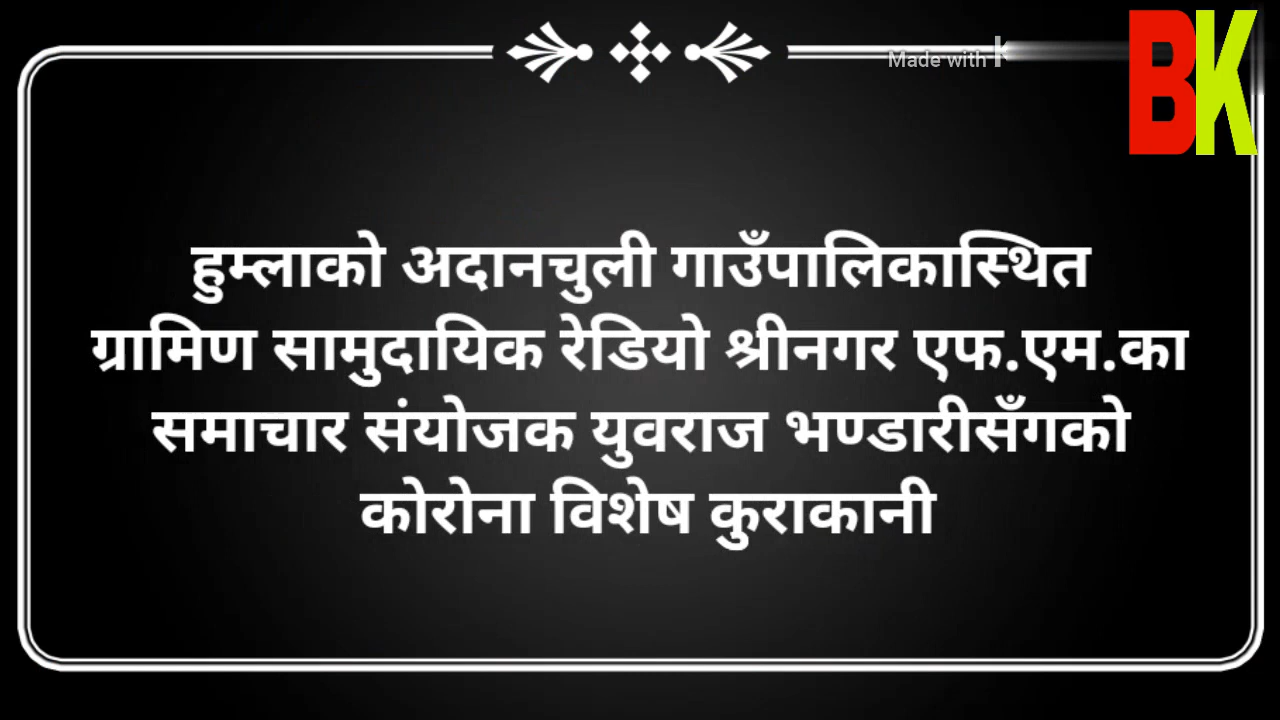 Made with K
BK
हुम्लाको अदानचुली गाउँपालिकास्थित
ग्रामिण सामुदायिक रेडियो श्रीनगर एफ.एम.का
समाचार संयोजक युवराज भण्डारीसँगको
कोरोना विशेष कुराकानी